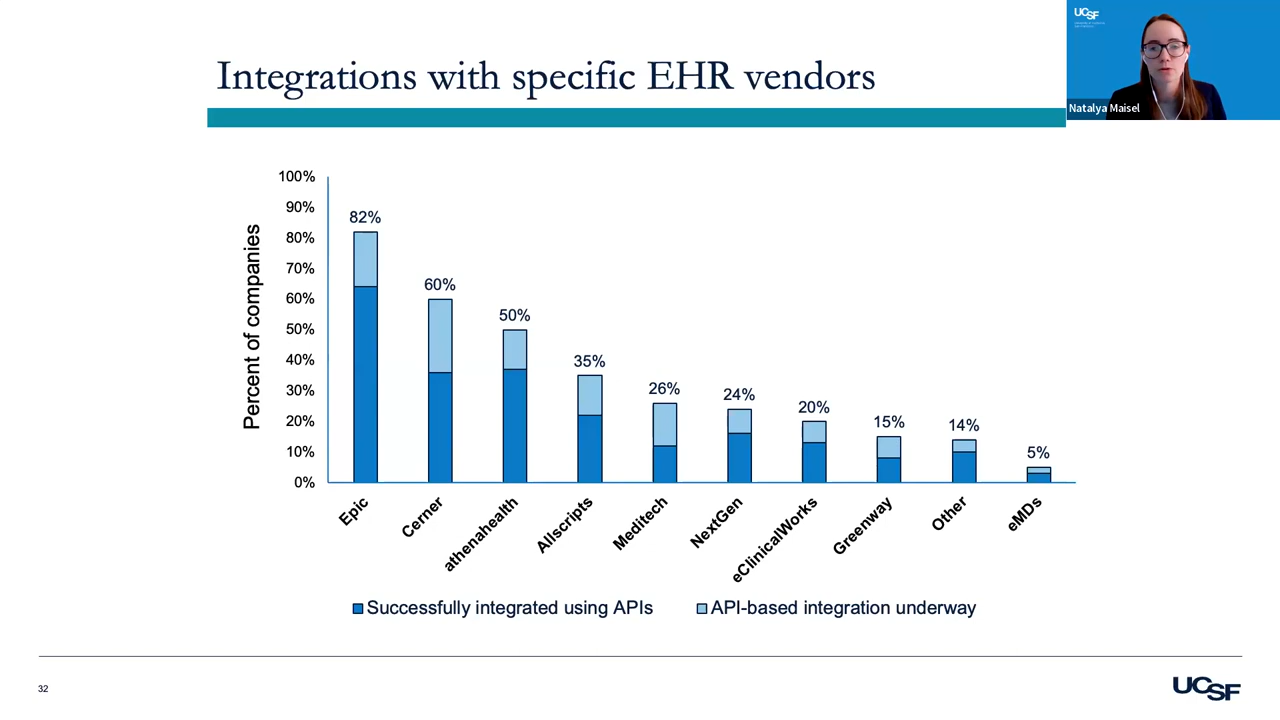 UCSF
Natalya Maisel
Integrations with specific EHR vendors
Percent of companies
100%
90%
80%
70%
60%
50%
40%
30%
20%
10%
0%
82%
60%
50%
35%
26%
24%
20%
15%
14%
5%
Epic
Cerner
athenahealth
Allscripts
Meditech
NextGen
eClinicalWorks
Greenway
Other
eMDs
Successfully integrated using APIs
API-based integration underway
32
UCSF